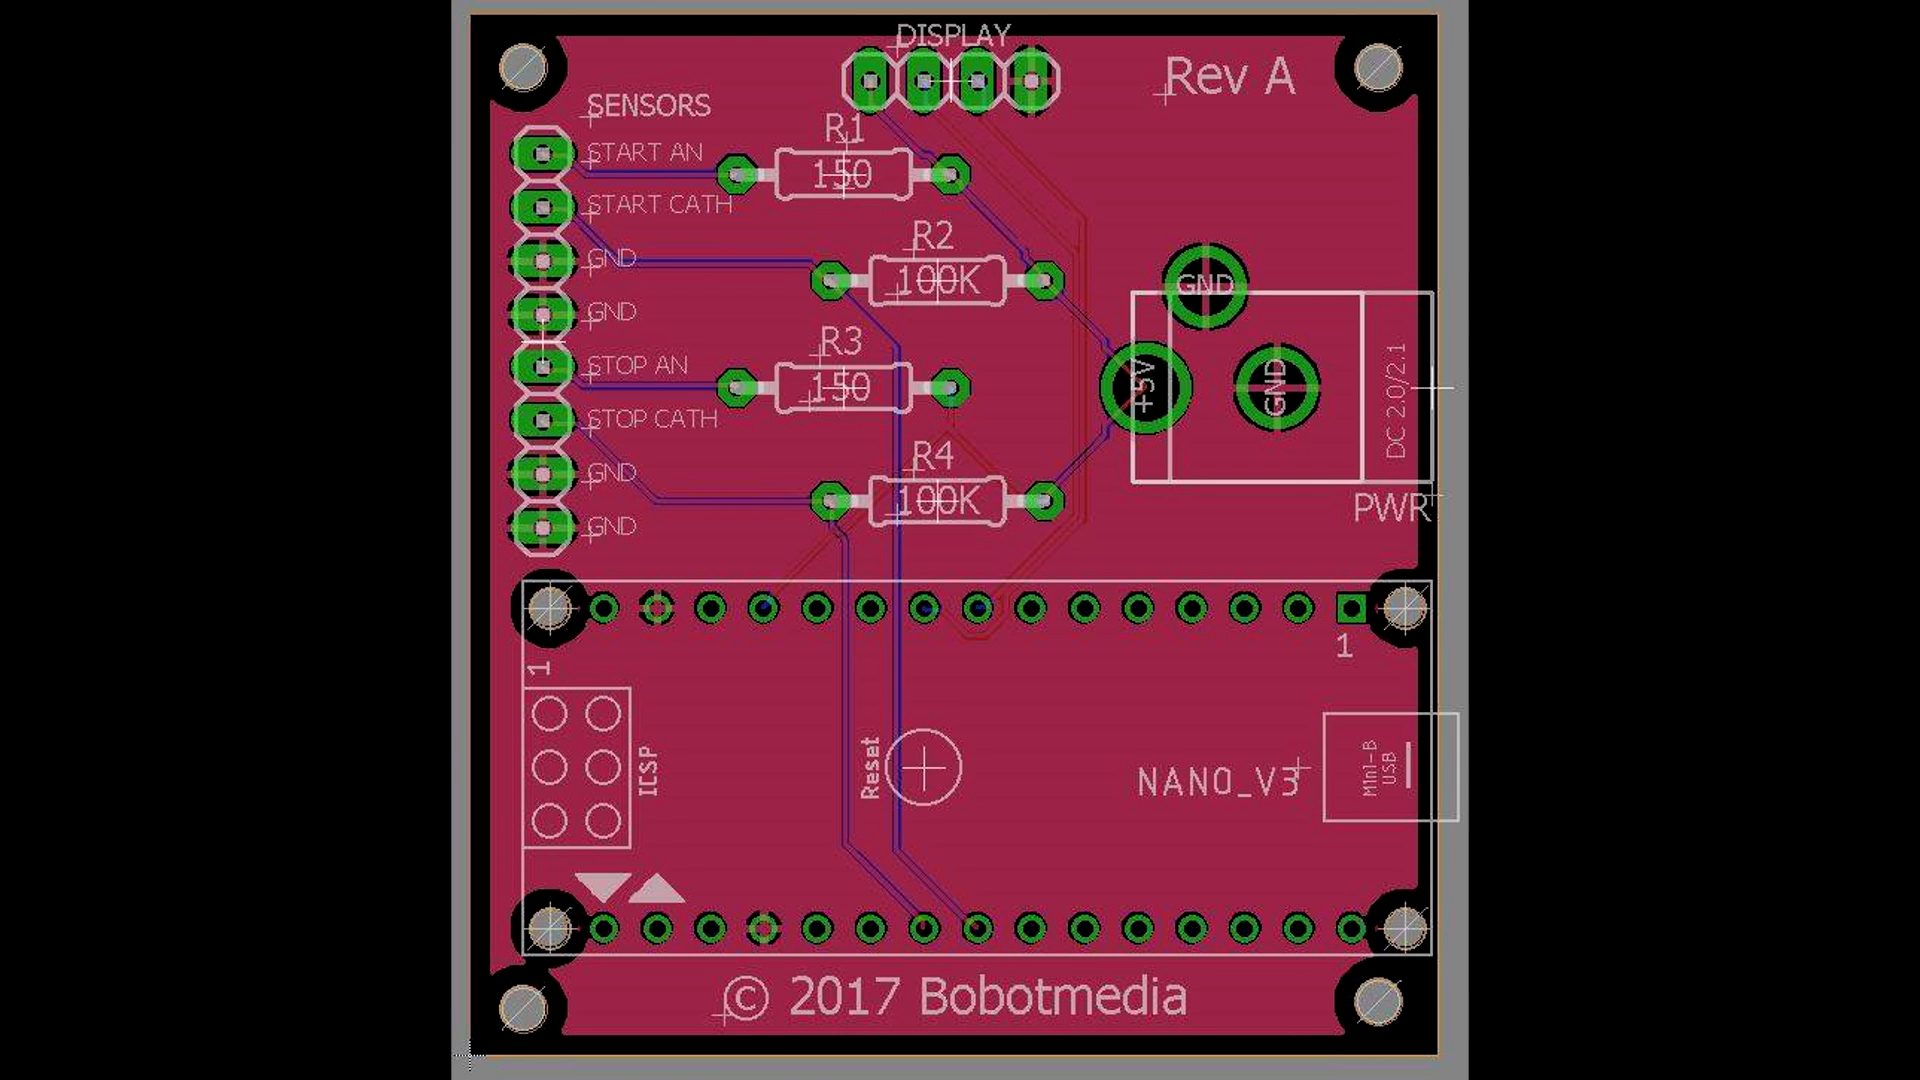 DISPLAY
Rev A
SENSORS
START AN
R1
150
START CATH
R2
GND
100K
GND
GND
R3
STOP AN
150
+5V
GND
DC 2.0/2.1
STOP CATH
R4
GND
100K
PWR
GND
1
1
ICSP
Reset
NANO_V3
Mini-B
USB
© 2017 Bobotmedia